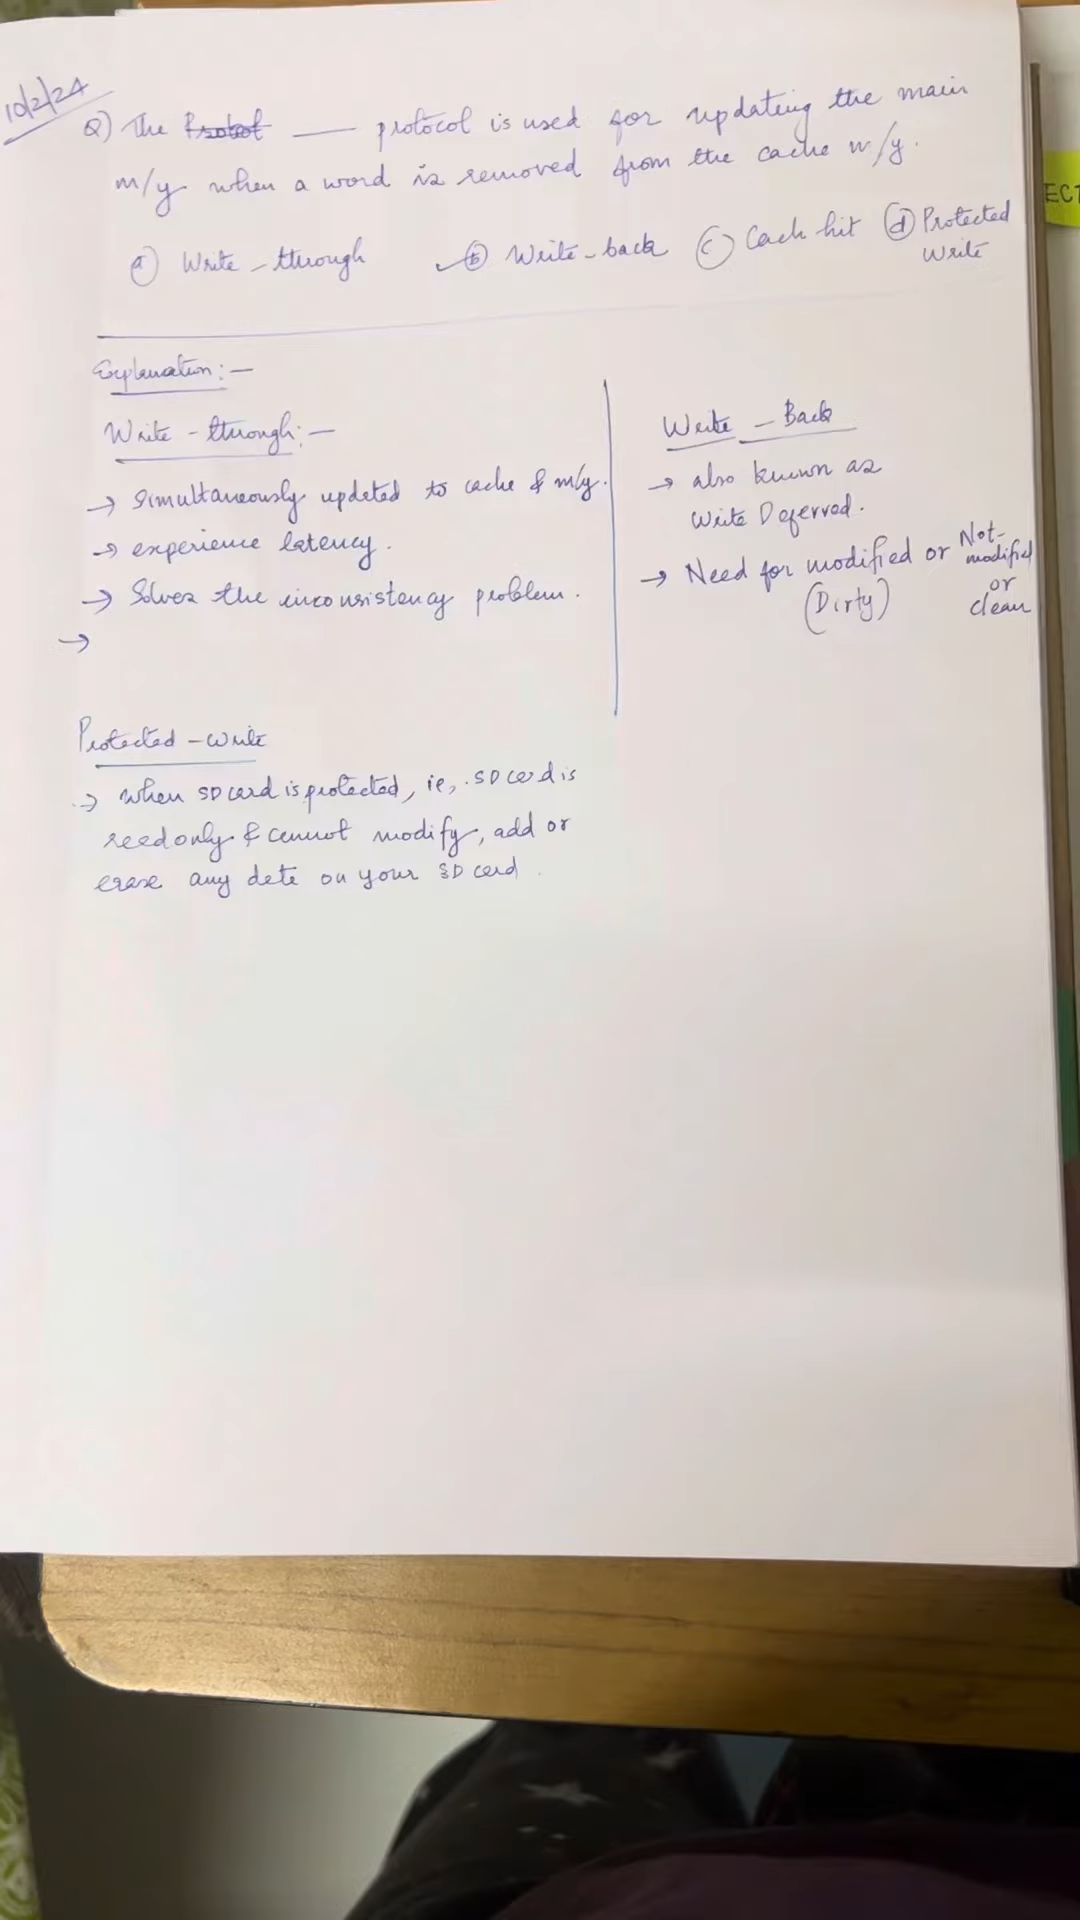 10/2/24
Q) The ___ protocol is used for updating the main
m/y when a word is removed from the cache m/y.
a) Write-through b) Write-back c) Cach hit d) Protected
Write
Explanation:-
Write-through:-
→ Simultaneously updated to cache & m/y.
→ experience latency.
→ Solves the inconsistency problem.
→
Write-Back
→ also known as
Write Deferred.
→ Need for modified or Not-
modified
(Dirty) or
clean
Protected-write
→ When SD card is protected, ie, SD card is
readonly & cannot modify, add or
erase any data on your SD card.
ECT